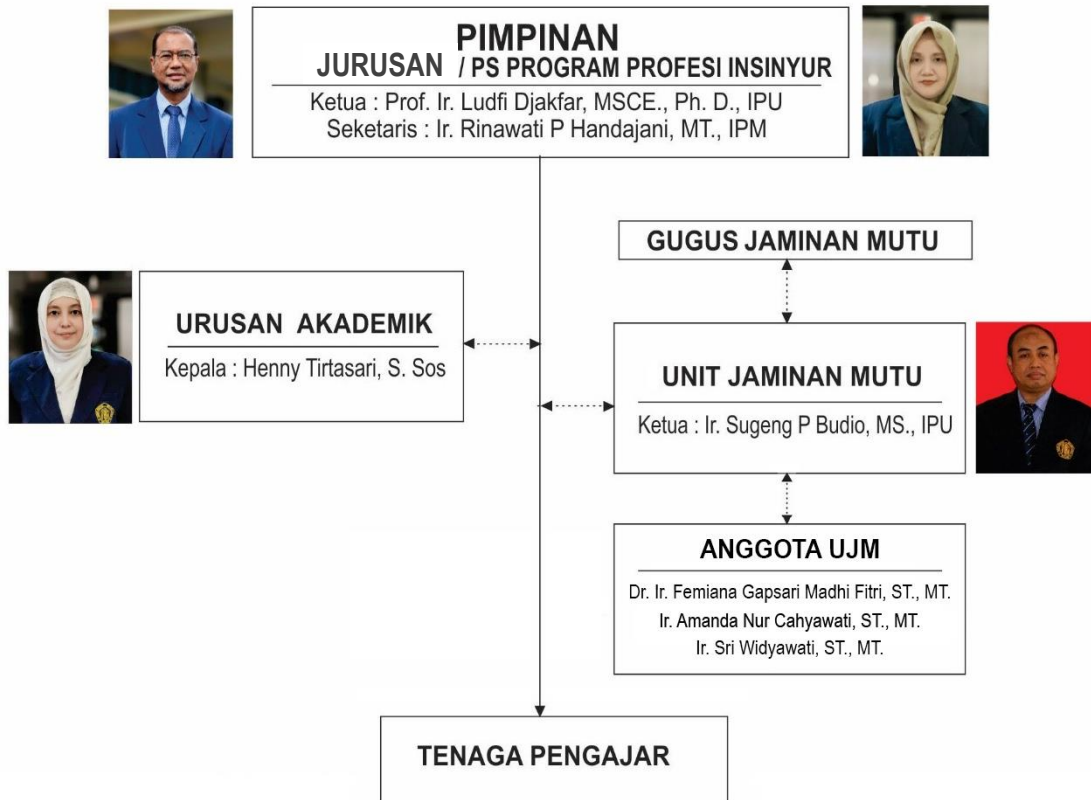 PIMPINAN
JURUSAN / PS PROGRAM PROFESI INSINYUR
Ketua : Prof. Ir. Ludfi Djakfar, MSCE., Ph. D., IPU
Seketaris : Ir. Rinawati P Handajani, MT., IPM
GUGUS JAMINAN MUTU
URUSAN AKADEMIK
Kepala : Henny Tirtasari, S. Sos
UNIT JAMINAN MUTU
Ketua : Ir. Sugeng P Budio, MS., IPU
ANGGOTA UJM
Dr. Ir. Femiana Gapsari Madhi Fitri, ST., MT.
Ir. Amanda Nur Cahyawati, ST., MT.
Ir. Sri Widyawati, ST., MT.
TENAGA PENGAJAR